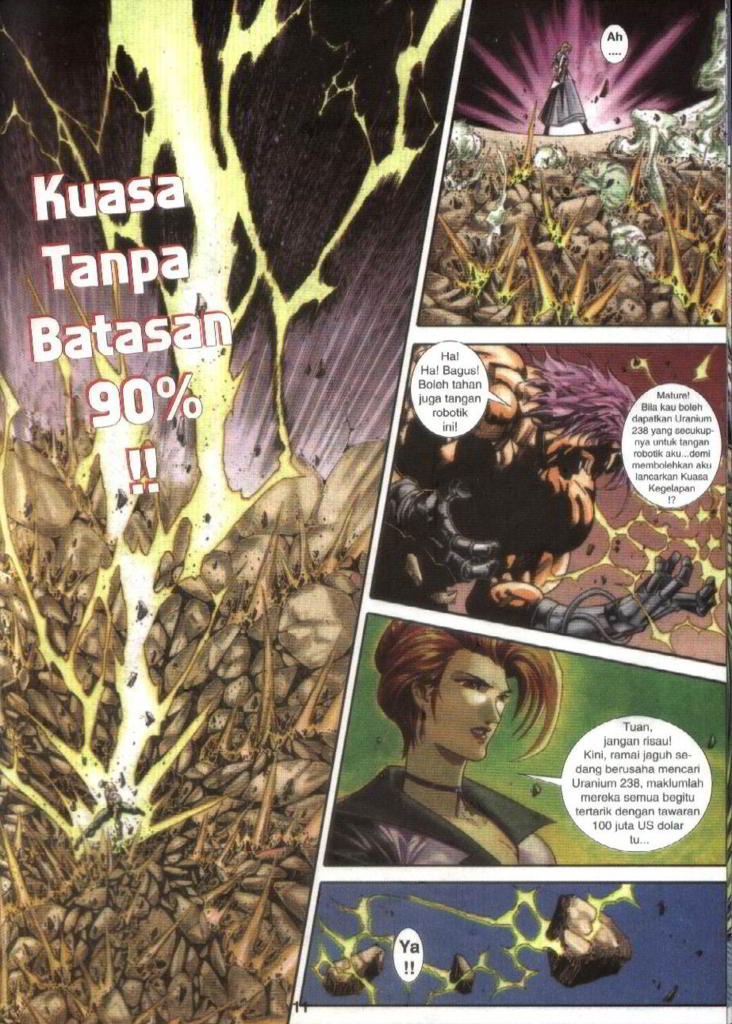 Kuasa
Tanpa
Batasan
90%
!!
Ah
....
Ha!
Ha! Bagus!
Boleh tahan
juga tangan
robotik
ini!
Mature!
Bila kau boleh
dapatkan Uranium
238 yang secukup-
nya untuk tangan
robotik aku...demi
membolehkan aku
lancarkan Kuasa
Kegelapan
!?
Tuan,
jangan risau!
Kini, ramai jaguh se-
dang berusaha mencari
Uranium 238, maklumlah
mereka semua begitu
tertarik dengan tawaran
100 juta US dolar
tu...
Ya
!!
11